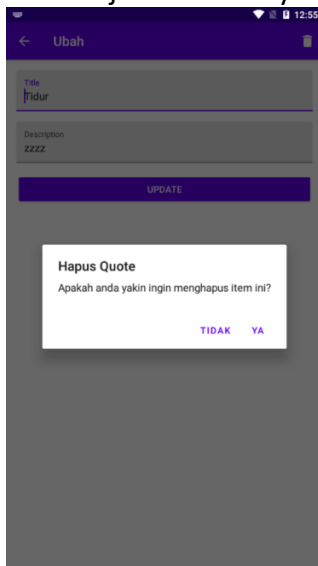 12:55
Ubah
Title
Tidur
Description
zzzz
UPDATE
Hapus Quote
Apakah anda yakin ingin menghapus item ini?
TIDAK YA